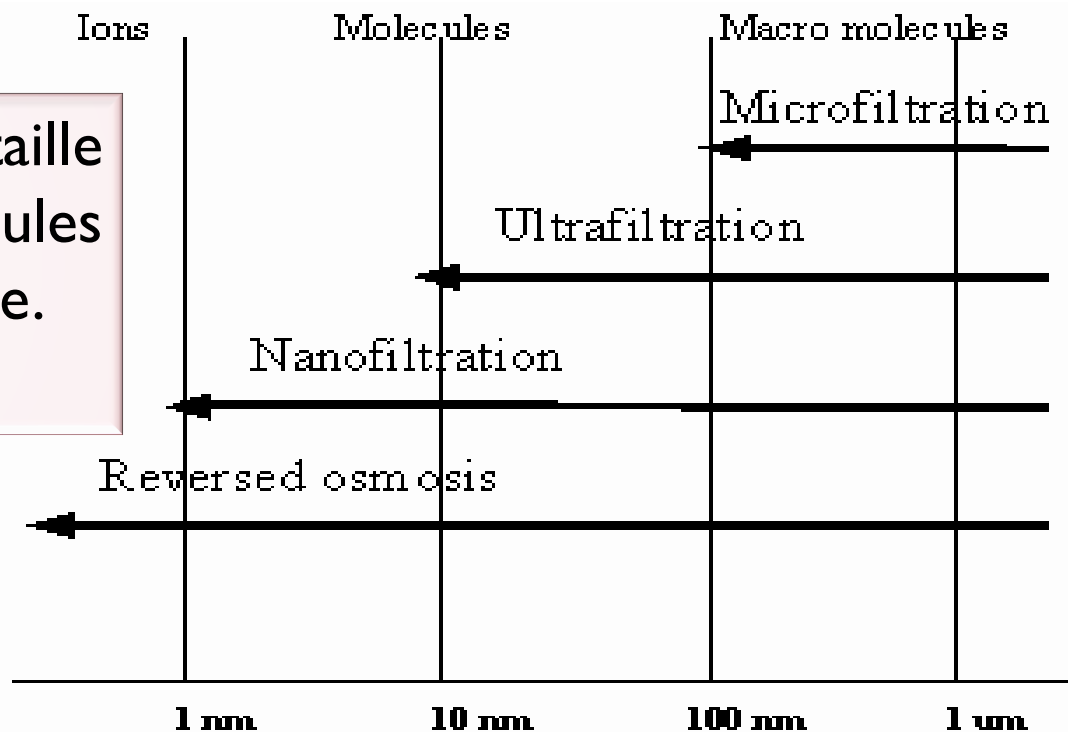 Ions Molecules Macro molecules
Microfiltration
taille
Ultrafiltration
ules
e.
Nanofiltration
Reversed osmosis
1 nm 10 nm 100 nm 1 um